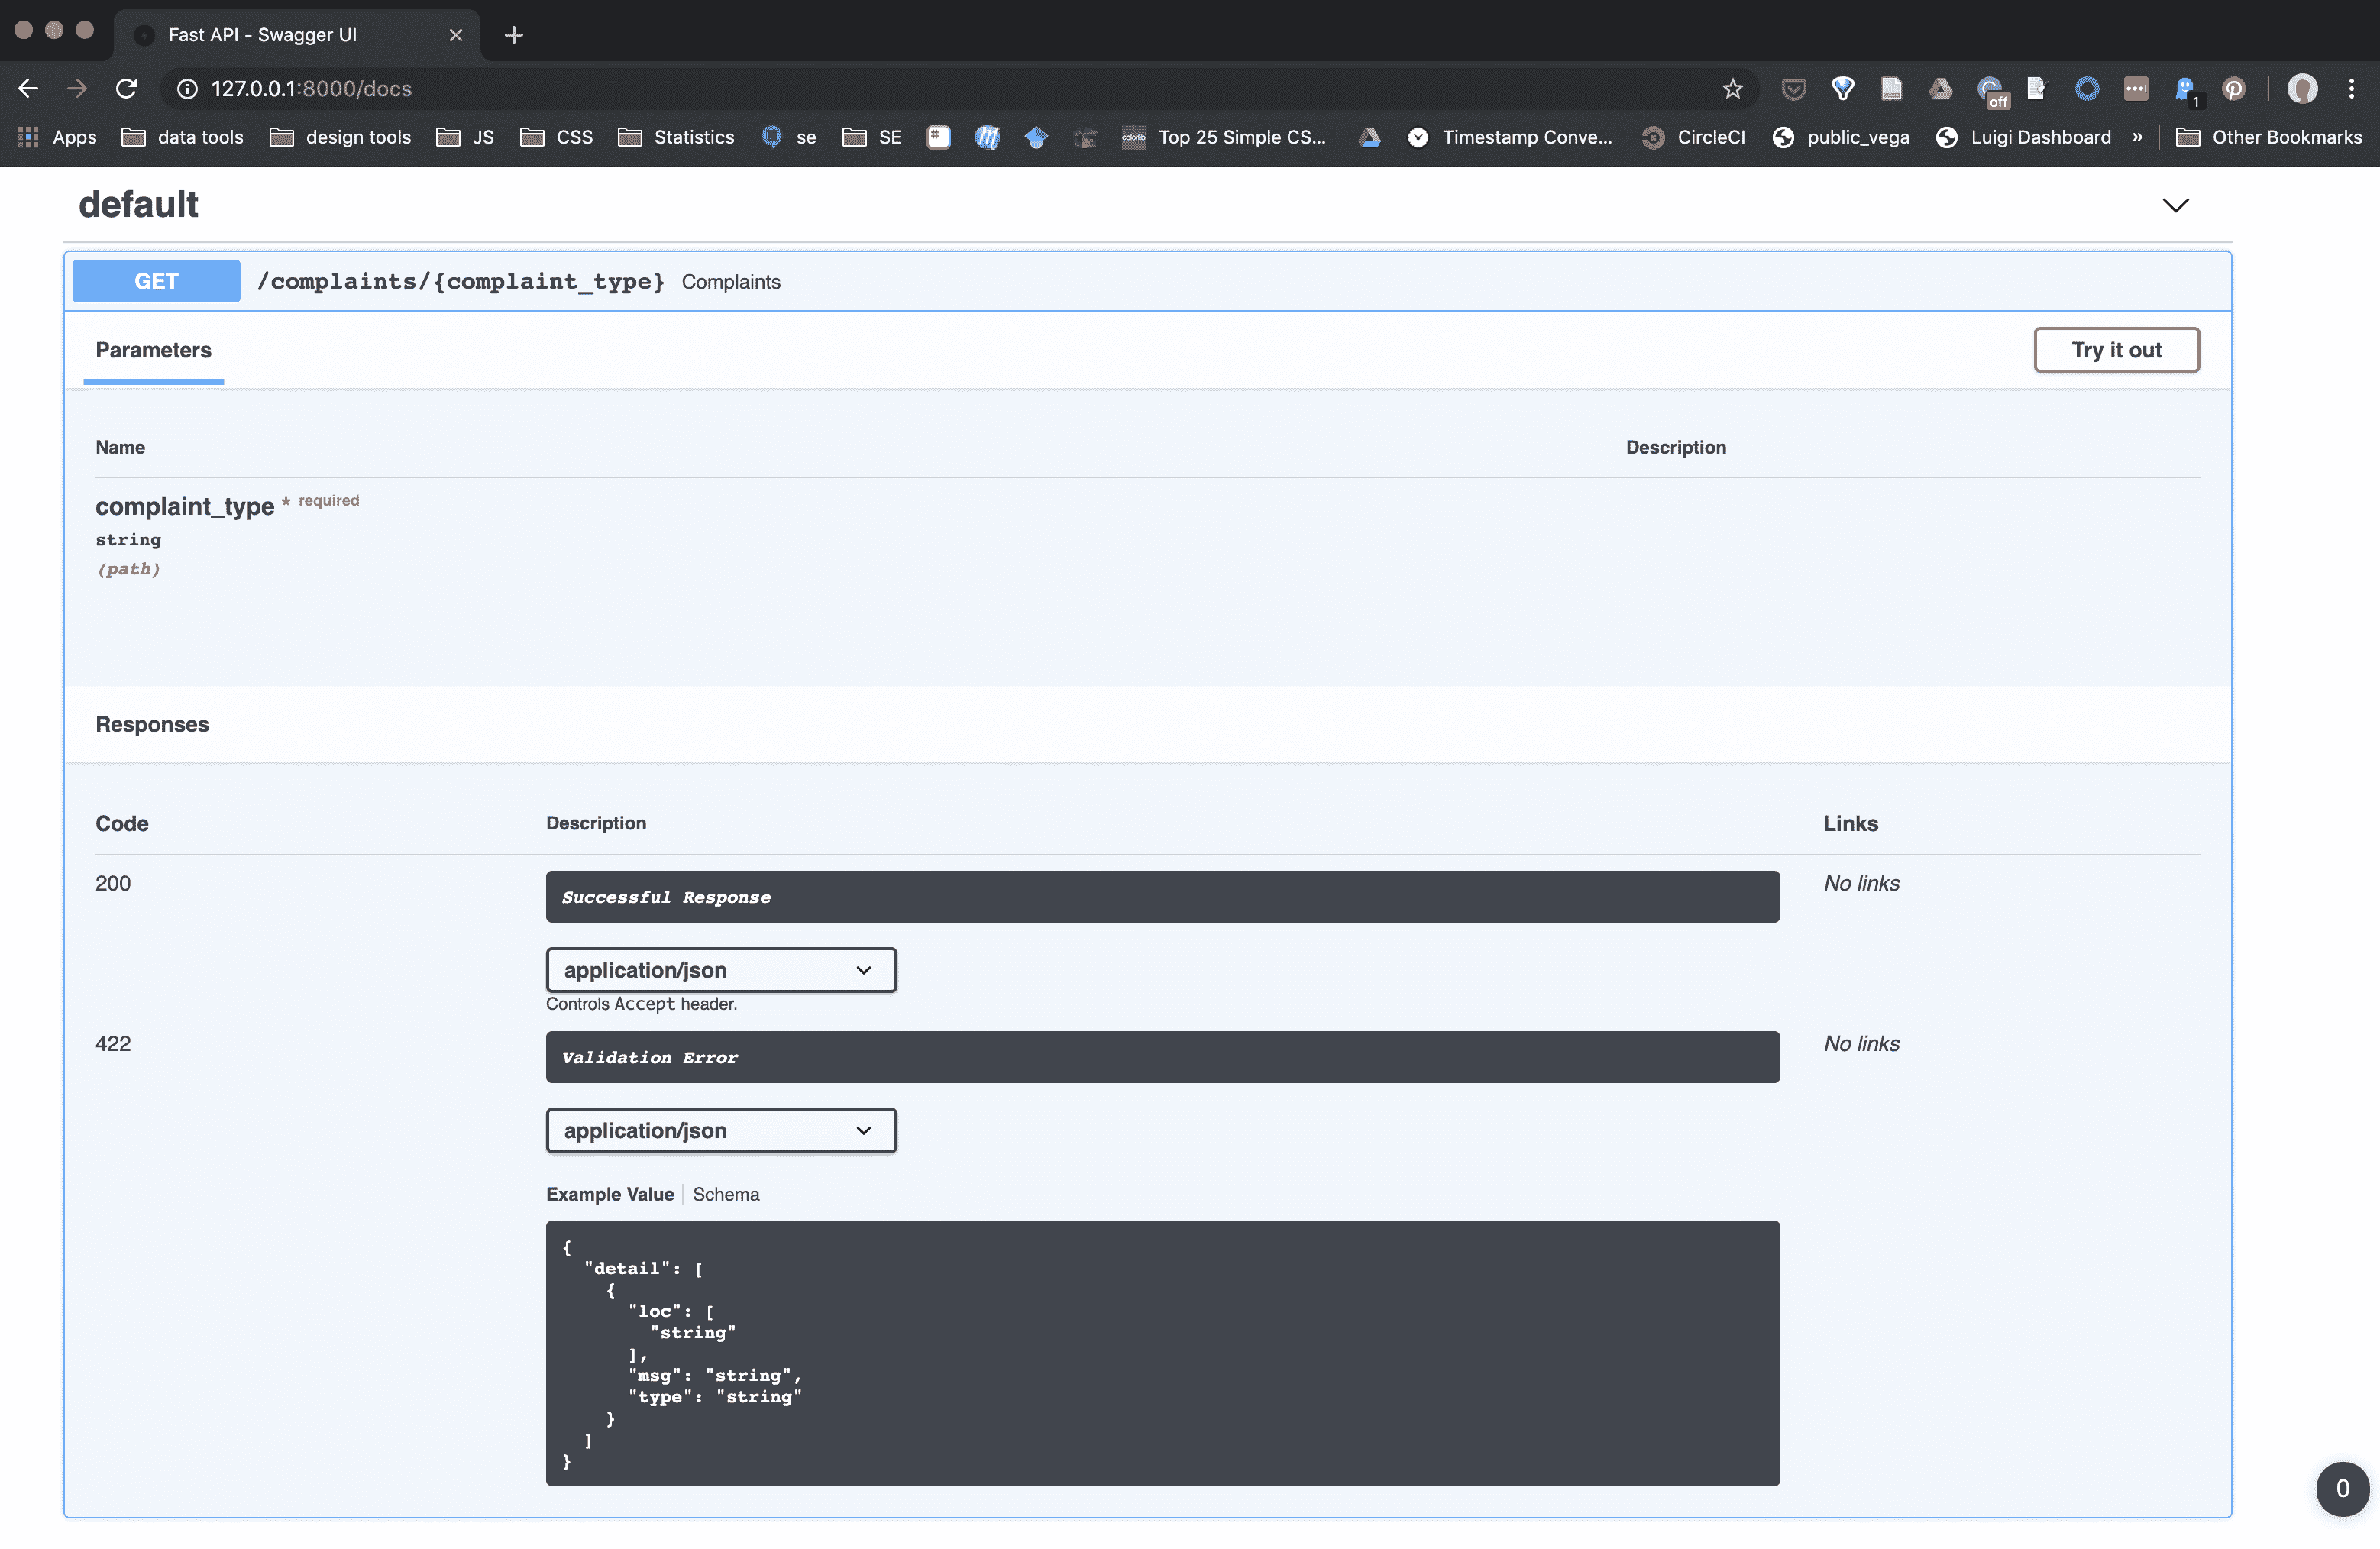 Fast API - Swagger UI
127.0.0.1:8000/docs
off
1
Apps data tools design tools JS CSS Statistics se SE Top 25 Simple CS... Timestamp Conve... CircleCI public_vega Luigi Dashboard » Other Bookmarks
default
GET /complaints/{complaint_type} Complaints
Parameters Try it out
Name Description
complaint_type * required
string
(path)
Responses
Code Description Links
200 Successful Response No links
application/json
Controls Accept header.
422 Validation Error No links
application/json
Example Value Schema
{
"detail": [
{
"loc": [
"string"
],
"msg": "string",
"type": "string"
}
]
}
0